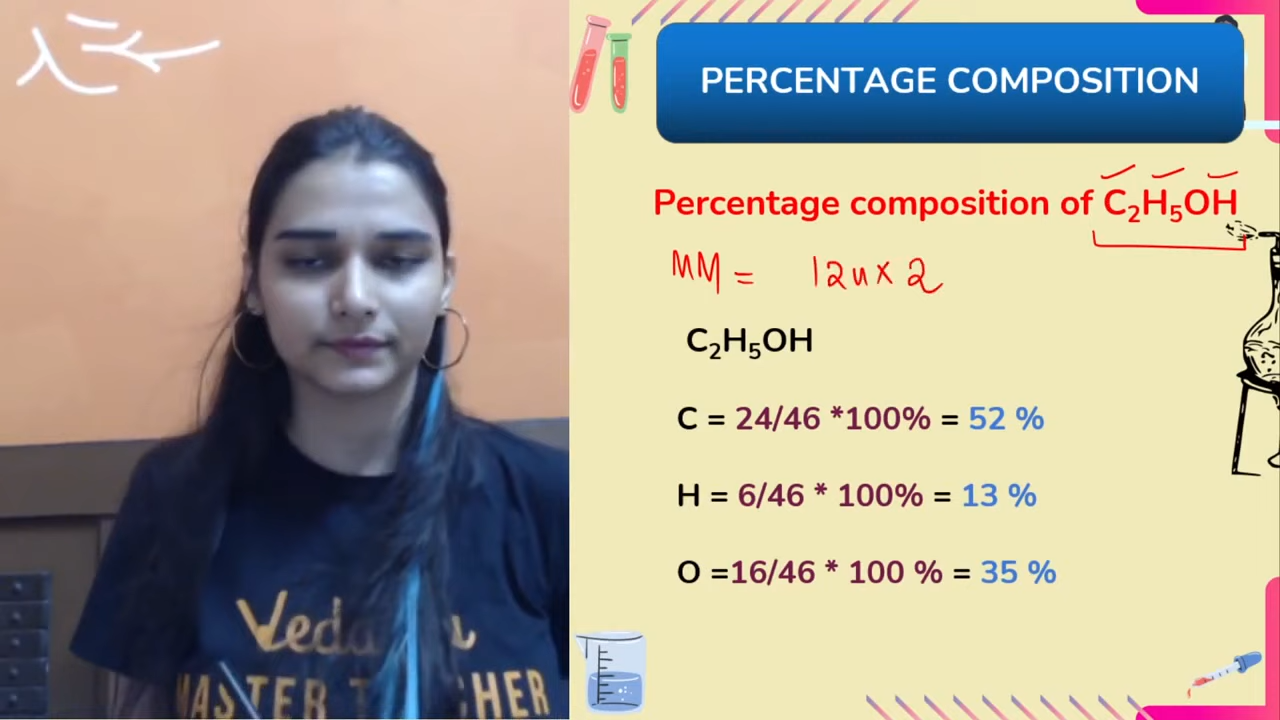 PERCENTAGE COMPOSITION
Percentage composition of C₂H₅OH
MM = 12u × 2
C₂H₅OH
C = 24/46 *100% = 52 %
H = 6/46 * 100% = 13 %
O =16/46 * 100 % = 35 %
MASTER